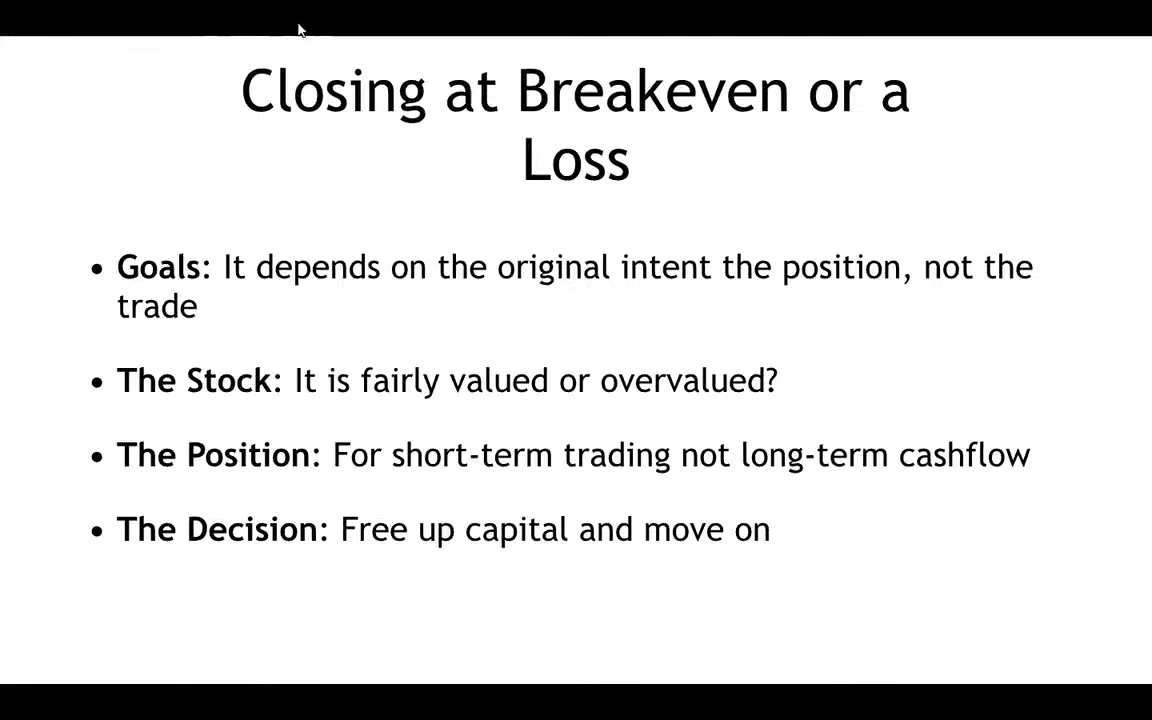 Closing at Breakeven or a
Loss
• Goals: It depends on the original intent the position, not the
trade
• The Stock: It is fairly valued or overvalued?
• The Position: For short-term trading not long-term cashflow
• The Decision: Free up capital and move on